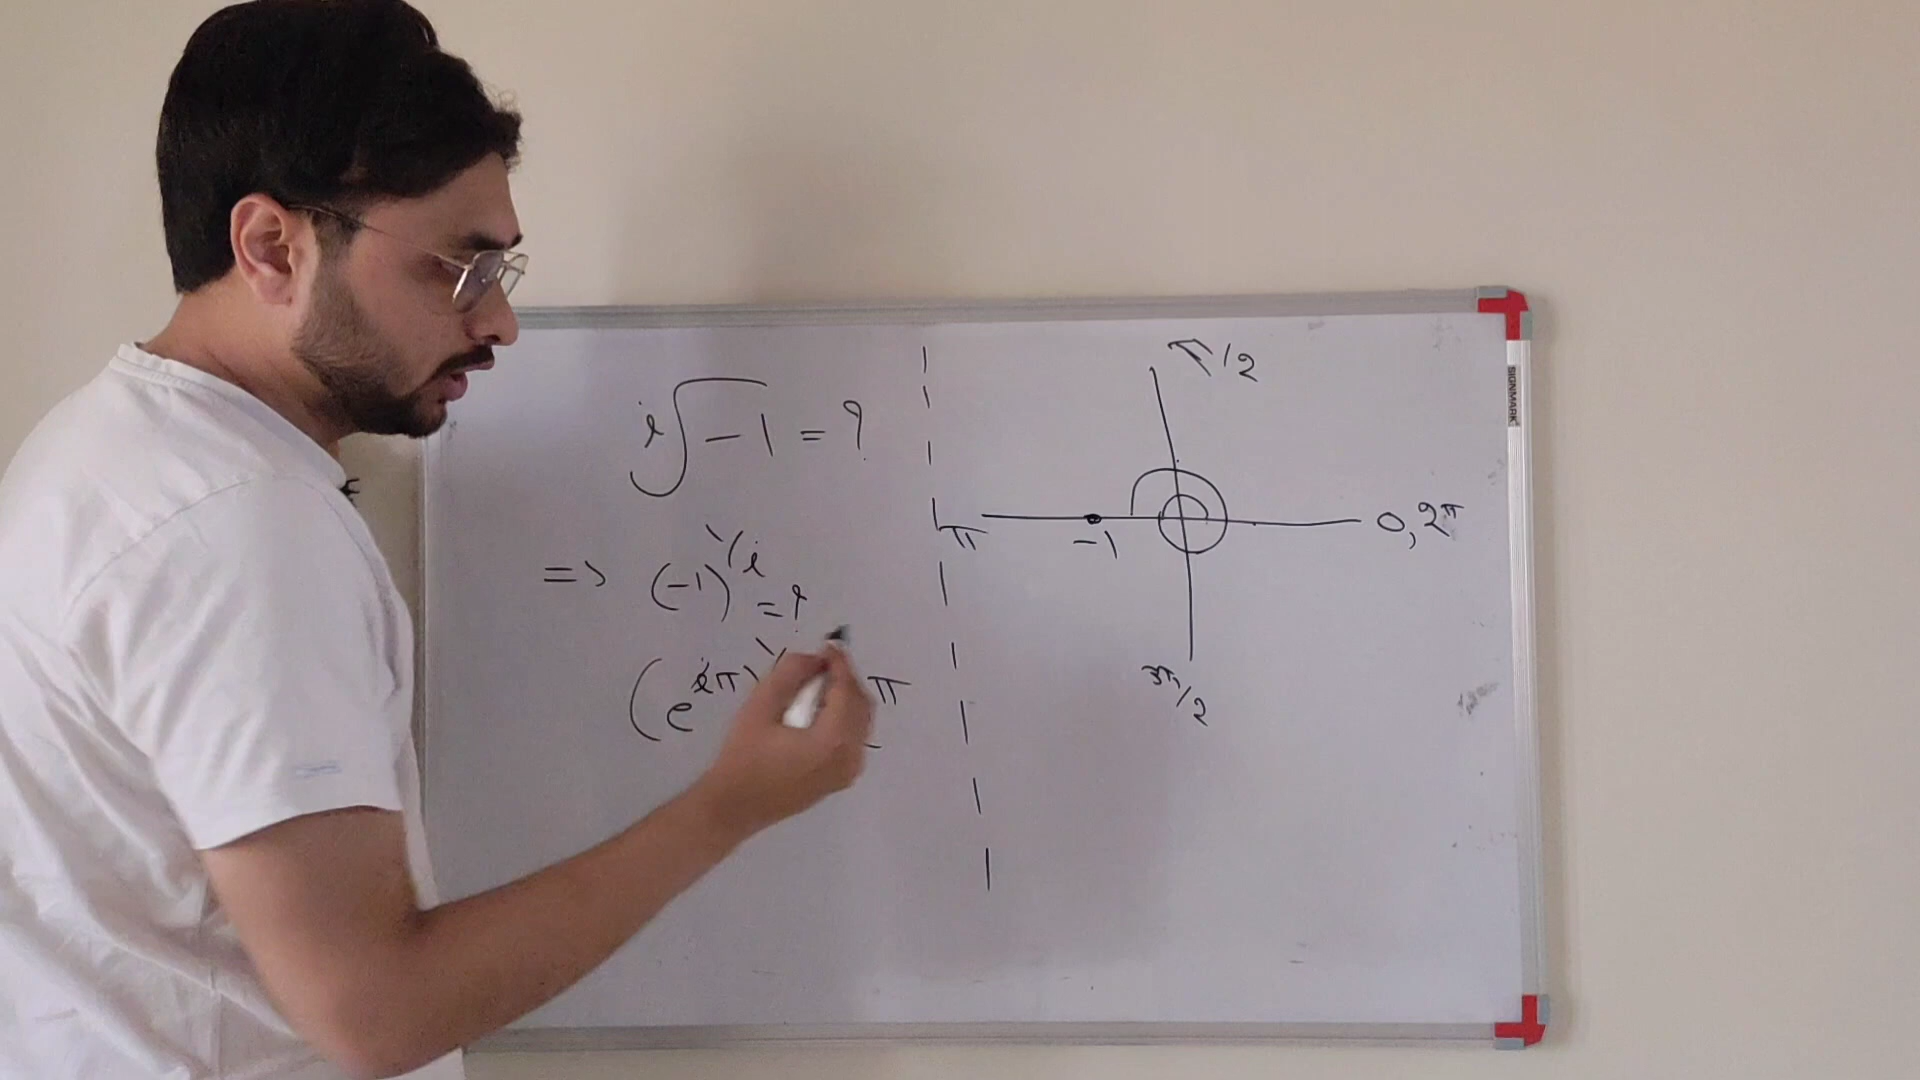 ⁱ√-1 = ?
=> (-1)^1/i = ?
(e^iπ)^1/ π
π/2
π
-1
0, 2π
3π/2
SIGNMARK